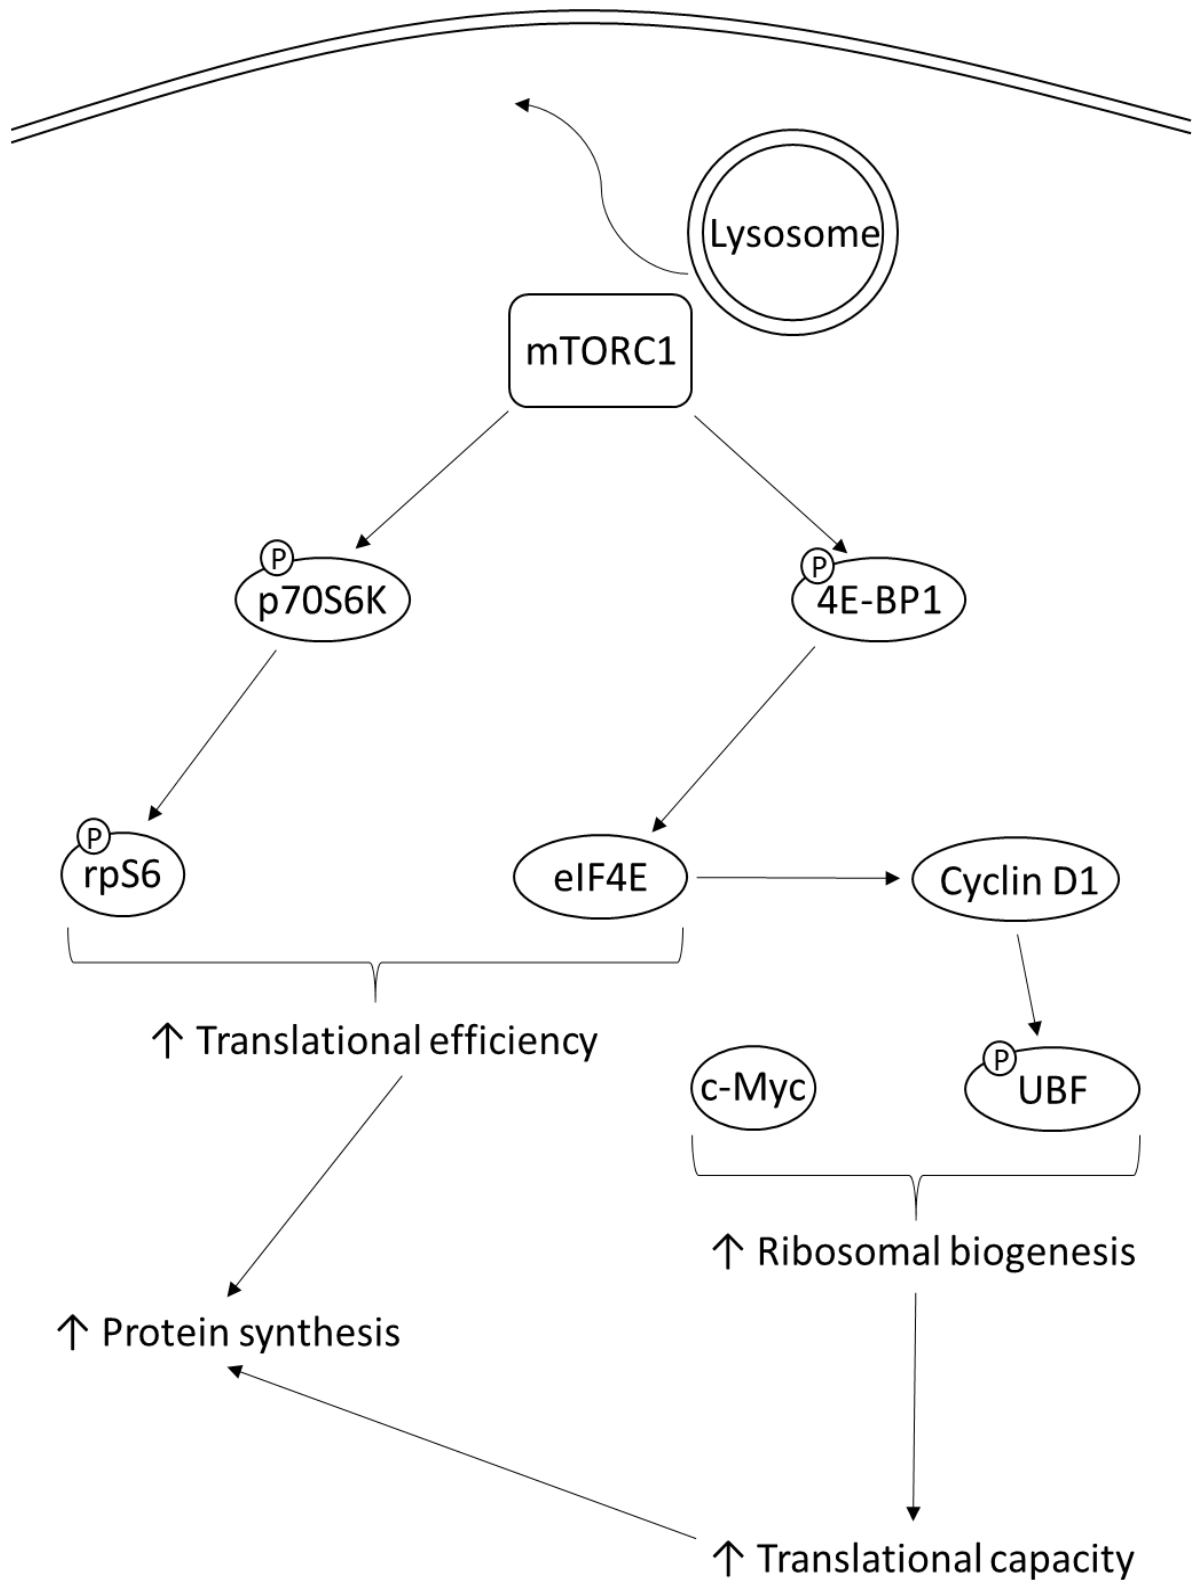 Lysosome
mTORC1
P
p70S6K
P
4E-BP1
P
rpS6
eIF4E
Cyclin D1
↑ Translational efficiency
c-Myc
P
UBF
↑ Ribosomal biogenesis
↑ Protein synthesis
↑ Translational capacity